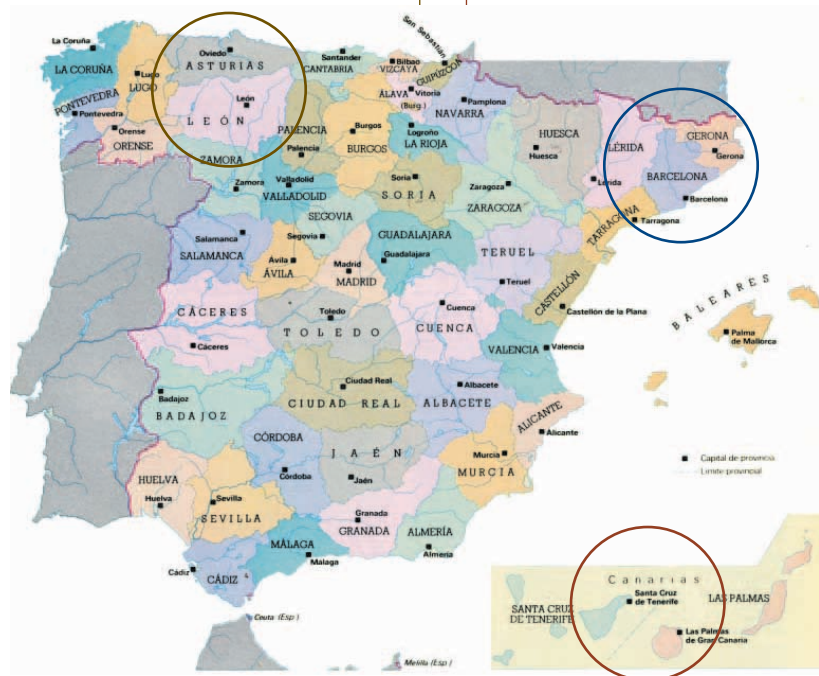 La Coruña
LA CORUÑA
Lugo
LUGO
PONTEVEDRA
Pontevedra
Orense
ORENSE
Oviedo
ASTURIAS
León
LEÓN
Santander
CANTABRIA
Bilbao
VIZCAYA
San Sebastián
GUIPÚZCOA
ÁLAVA
Vitoria
(Burg.)
Pamplona
NAVARRA
PALENCIA
Palencia
Burgos
BURGOS
Logroño
LA RIOJA
HUESCA
Huesca
LÉRIDA
Lérida
GERONA
Gerona
BARCELONA
Barcelona
ZAMORA
Zamora
Valladolid
VALLADOLID
Soria
SORIA
Zaragoza
ZARAGOZA
TARRAGONA
Tarragona
SEGOVIA
Segovia
Salamanca
SALAMANCA
Ávila
ÁVILA
Madrid
MADRID
GUADALAJARA
Guadalajara
TERUEL
Teruel
CASTELLÓN
Castellón de la Plana
BALEARES
Palma
de Mallorca
CÁCERES
Cáceres
Toledo
TOLEDO
Cuenca
CUENCA
VALENCIA
Valencia
Badajoz
BADAJOZ
Ciudad Real
CIUDAD REAL
Albacete
ALBACETE
ALICANTE
Alicante
CÓRDOBA
Córdoba
JAÉN
Jaén
Murcia
MURCIA
Capital de provincia
Límite provincial
HUELVA
Huelva
Sevilla
SEVILLA
Granada
GRANADA
ALMERÍA
Almería
MÁLAGA
Málaga
Cádiz
CÁDIZ
Ceuta (Esp)
Melilla (Esp)
Canarias
SANTA CRUZ
DE TENERIFE
Santa Cruz
de Tenerife
LAS PALMAS
Las Palmas
de Gran Canaria